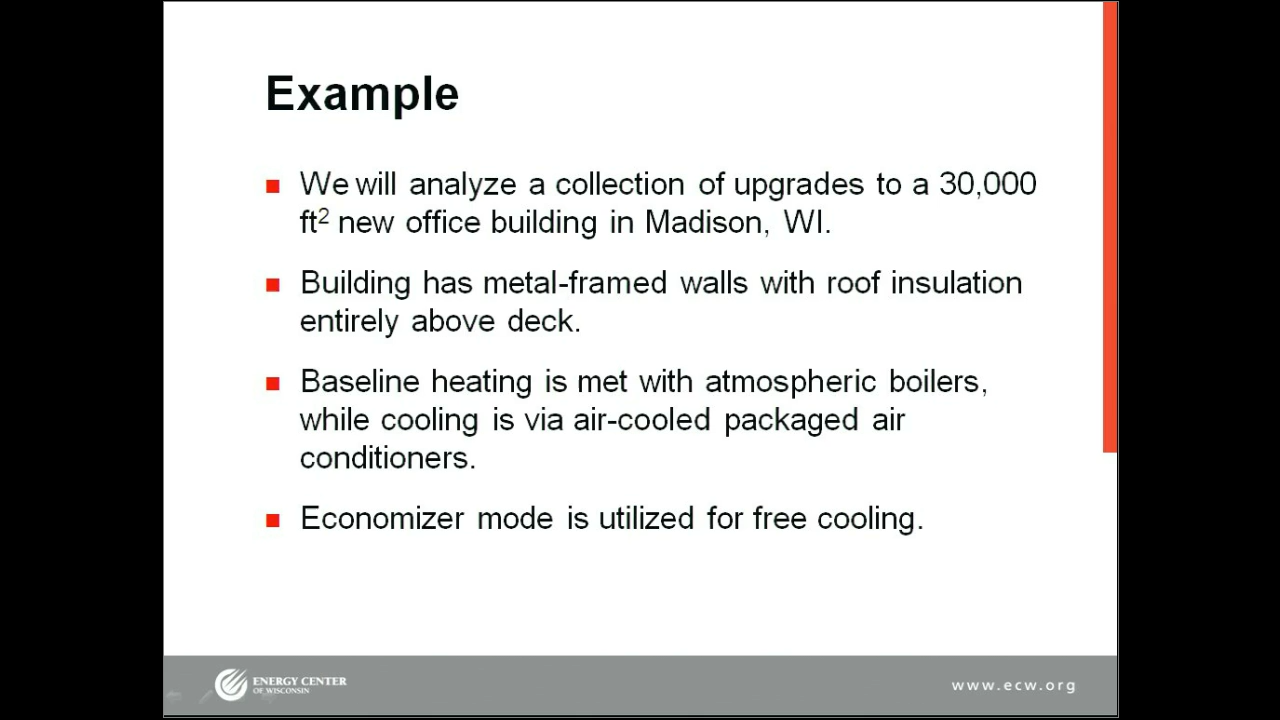 Example
We will analyze a collection of upgrades to a 30,000
ft² new office building in Madison, WI.
Building has metal-framed walls with roof insulation
entirely above deck.
Baseline heating is met with atmospheric boilers,
while cooling is via air-cooled packaged air
conditioners.
Economizer mode is utilized for free cooling.
ENERGY CENTER
OF WISCONSIN
www.ecw.org